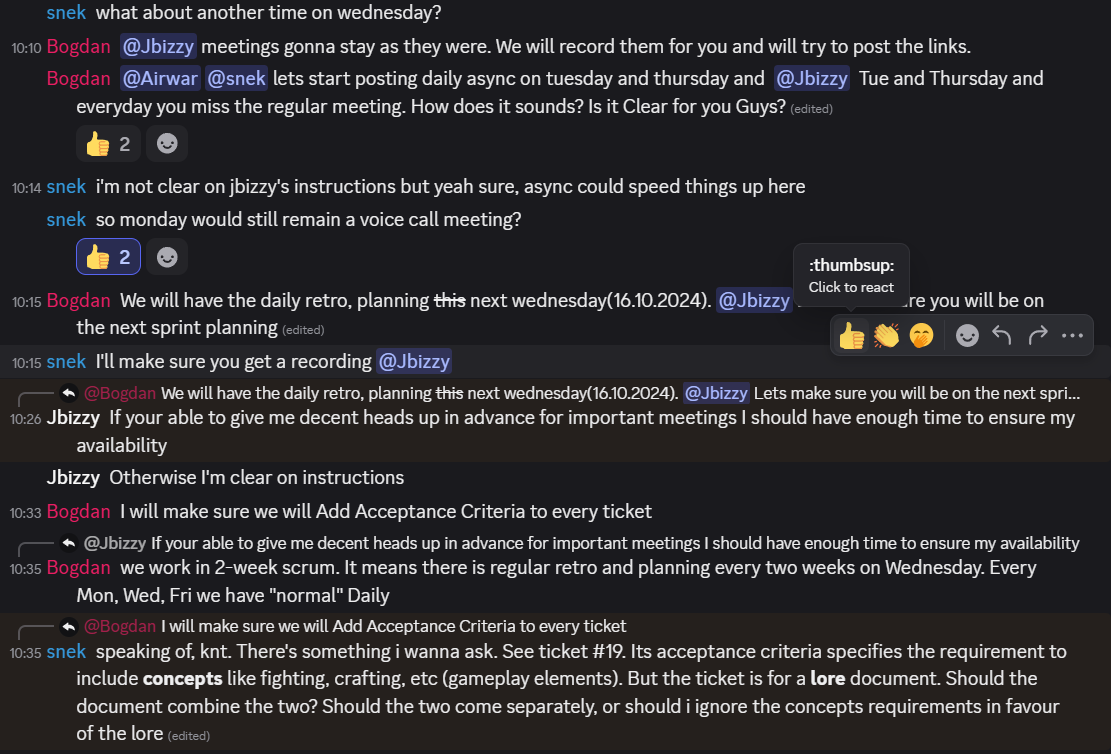 snek what about another time on wednesday?
10:10 Bogdan @Jbizzy meetings gonna stay as they were. We will record them for you and will try to post the links.
Bogdan @Airwar @snek lets start posting daily async on tuesday and thursday and @Jbizzy Tue and Thursday and
everyday you miss the regular meeting. How does it sounds? Is it Clear for you Guys? (edited)
2
10:14 snek i'm not clear on jbizzy's instructions but yeah sure, async could speed things up here
snek so monday would still remain a voice call meeting?
2
:thumbsup:
Click to react
10:15 Bogdan We will have the daily retro, planning this next wednesday(16.10.2024). @Jbizzy re you will be on
the next sprint planning (edited)
10:15 snek I'll make sure you get a recording @Jbizzy
@Bogdan We will have the daily retro, planning this next wednesday(16.10.2024). @Jbizzy Lets make sure you will be on the next spri...
10:26 Jbizzy If your able to give me decent heads up in advance for important meetings I should have enough time to ensure my
availability
Jbizzy Otherwise I'm clear on instructions
10:33 Bogdan I will make sure we will Add Acceptance Criteria to every ticket
@Jbizzy If your able to give me decent heads up in advance for important meetings I should have enough time to ensure my availability
10:35 Bogdan we work in 2-week scrum. It means there is regular retro and planning every two weeks on Wednesday. Every
Mon, Wed, Fri we have "normal" Daily
@Bogdan I will make sure we will Add Acceptance Criteria to every ticket
10:35 snek speaking of, knt. There's something i wanna ask. See ticket #19. Its acceptance criteria specifies the requirement to
include concepts like fighting, crafting, etc (gameplay elements). But the ticket is for a lore document. Should the
document combine the two? Should the two come separately, or should i ignore the concepts requirements in favour
of the lore (edited)